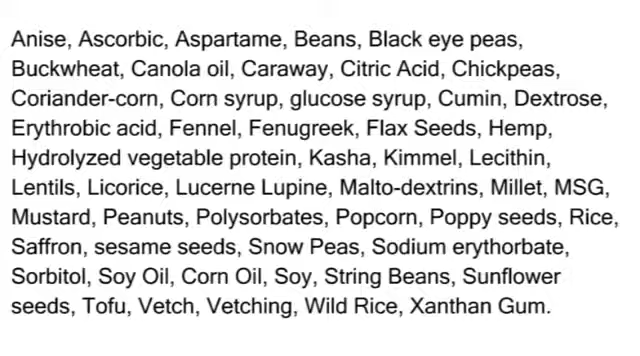 Anise, Ascorbic, Aspartame, Beans, Black eye peas,
Buckwheat, Canola oil, Caraway, Citric Acid, Chickpeas,
Coriander-corn, Corn syrup, glucose syrup, Cumin, Dextrose,
Erythrobic acid, Fennel, Fenugreek, Flax Seeds, Hemp,
Hydrolyzed vegetable protein, Kasha, Kimmel, Lecithin,
Lentils, Licorice, Lucerne Lupine, Malto-dextrins, Millet, MSG,
Mustard, Peanuts, Polysorbates, Popcorn, Poppy seeds, Rice,
Saffron, sesame seeds, Snow Peas, Sodium erythorbate,
Sorbitol, Soy Oil, Corn Oil, Soy, String Beans, Sunflower
seeds, Tofu, Vetch, Vetching, Wild Rice, Xanthan Gum.